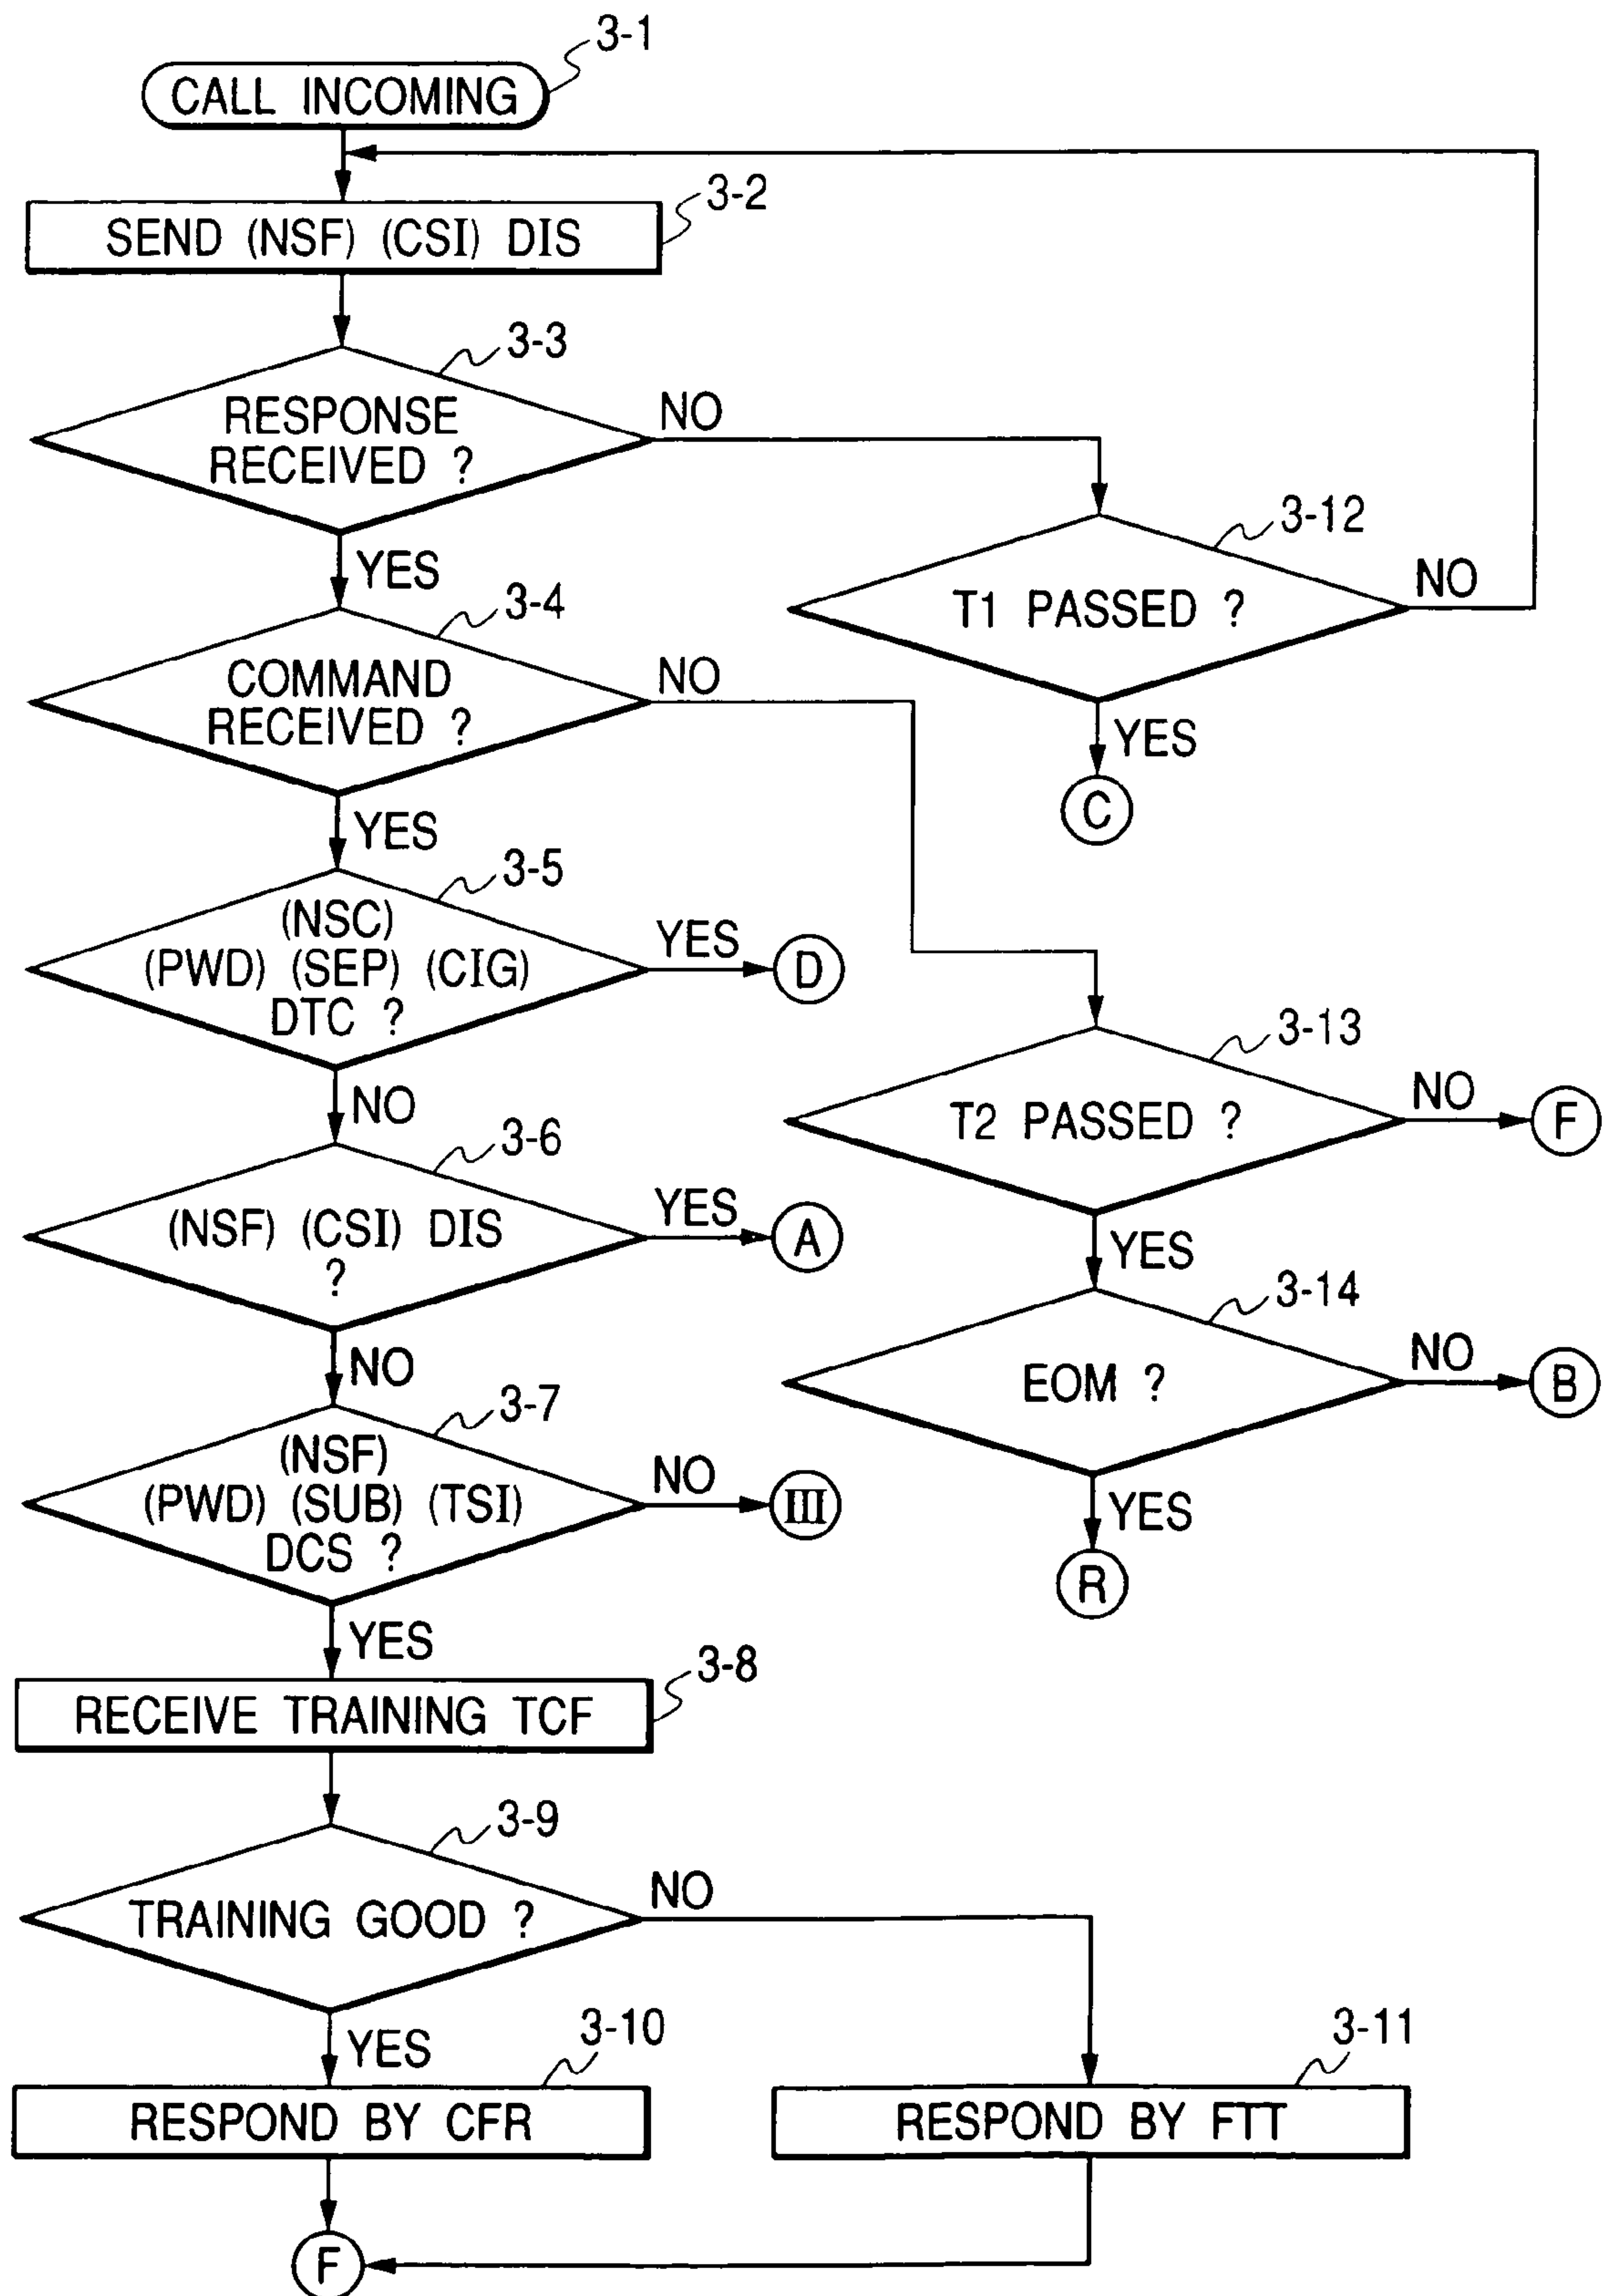 3-1
CALL INCOMING
3-2
SEND (NSF) (CSI) DIS
3-3
RESPONSE
RECEIVED ?
NO
YES
3-12
T1 PASSED ?
NO
YES
C
3-4
COMMAND
RECEIVED ?
NO
YES
3-5
(NSC)
(PWD) (SEP) (CIG)
DTC ?
YES
D
NO
3-13
T2 PASSED ?
NO
F
YES
3-6
(NSF) (CSI) DIS
?
YES
A
NO
3-14
EOM ?
NO
B
YES
R
3-7
(NSF)
(PWD) (SUB) (TSI)
DCS ?
NO
III
YES
3-8
RECEIVE TRAINING TCF
3-9
TRAINING GOOD ?
NO
YES
3-10
RESPOND BY CFR
3-11
RESPOND BY FTT
F